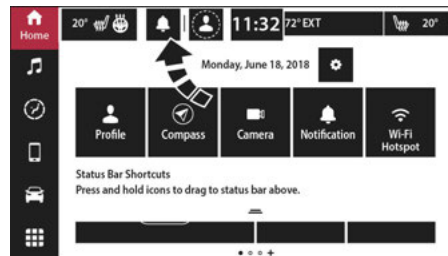 Home
20°
11:32
72° EXT
20°
Monday, June 18, 2018
Profile
Compass
Camera
Notification
Wi-Fi
Hotspot
Status Bar Shortcuts
Press and hold icons to drag to status bar above.